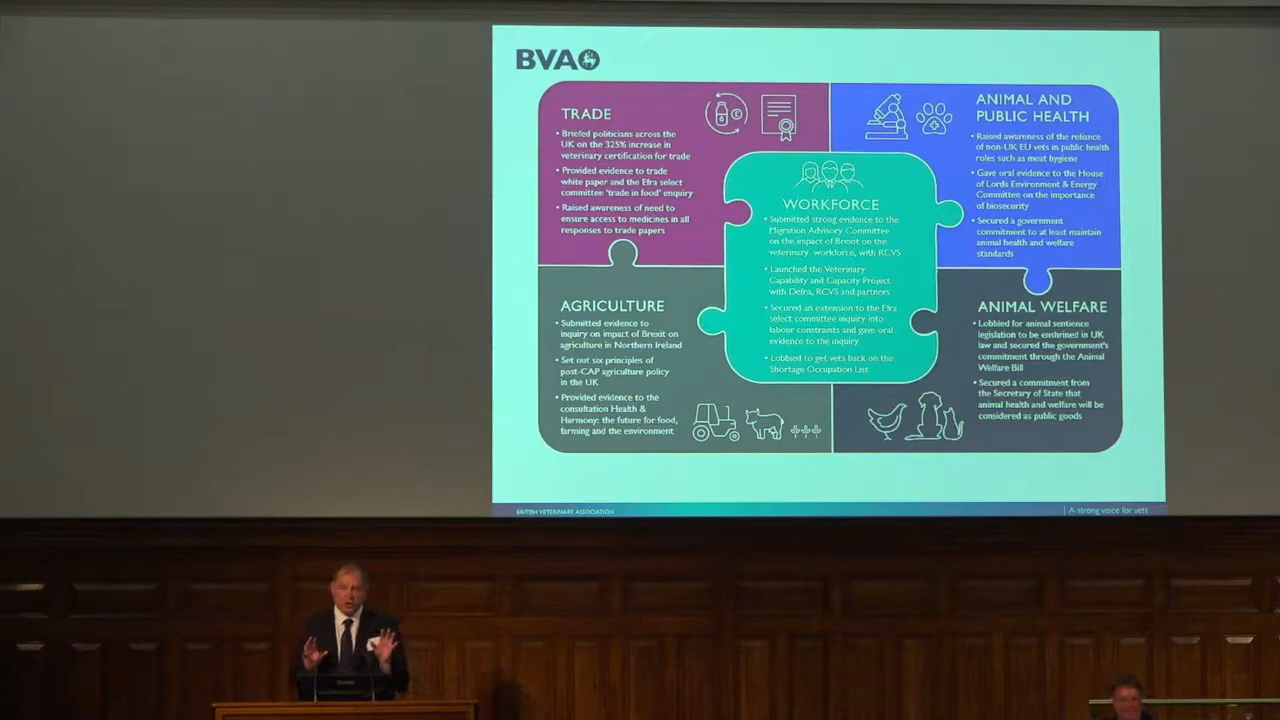 BVA
TRADE
• Briefed politicians across the
UK on the 325% increase in
veterinary certification for trade
• Provided evidence to trade
white paper and the Efra select
committee 'trade in food' enquiry
• Raised awareness of need to
ensure access to medicines in all
responses to trade papers
ANIMAL AND
PUBLIC HEALTH
• Raised awareness of the reliance
of non-UK EU vets in public health
roles such as meat hygiene
• Gave oral evidence to the House
of Lords Environment & Energy
Committee on the importance
of biosecurity
• Secured a government
commitment to at least maintain
animal health and welfare
standards
WORKFORCE
• Submitted strong evidence to the
Migration Advisory Committee
on the impact of Brexit on the
veterinary workforce, with RCVS
• Launched the Veterinary
Capability and Capacity Project
with Defra, RCVS and partners
• Secured an extension to the Efra
select committee inquiry into
labour constraints and gave oral
evidence to the inquiry
• Lobbied to get vets back on the
Shortage Occupation List
AGRICULTURE
• Submitted evidence to
inquiry on impact of Brexit on
agriculture in Northern Ireland
• Set out six principles of
post-CAP agriculture policy
in the UK
• Provided evidence to the
consultation Health &
Harmony: the future for food,
farming and the environment
ANIMAL WELFARE
• Lobbied for animal sentience
legislation to be enshrined in UK
law and secured the government's
commitment through the Animal
Welfare Bill
• Secured a commitment from
the Secretary of State that
animal health and welfare will be
considered as public goods
BRITISH VETERINARY ASSOCIATION
| A strong voice for vets